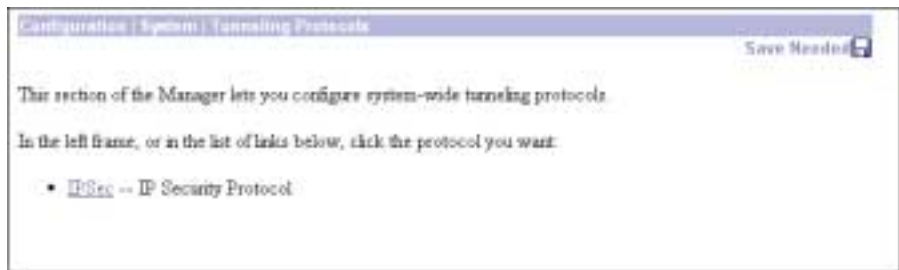 Configuration | System | Tunneling Protocols
Save Needed
This section of the Manager lets you configure system-wide tunneling protocols.
In the left frame, or in the list of links below, click the protocol you want:
• IPSec -- IP Security Protocol